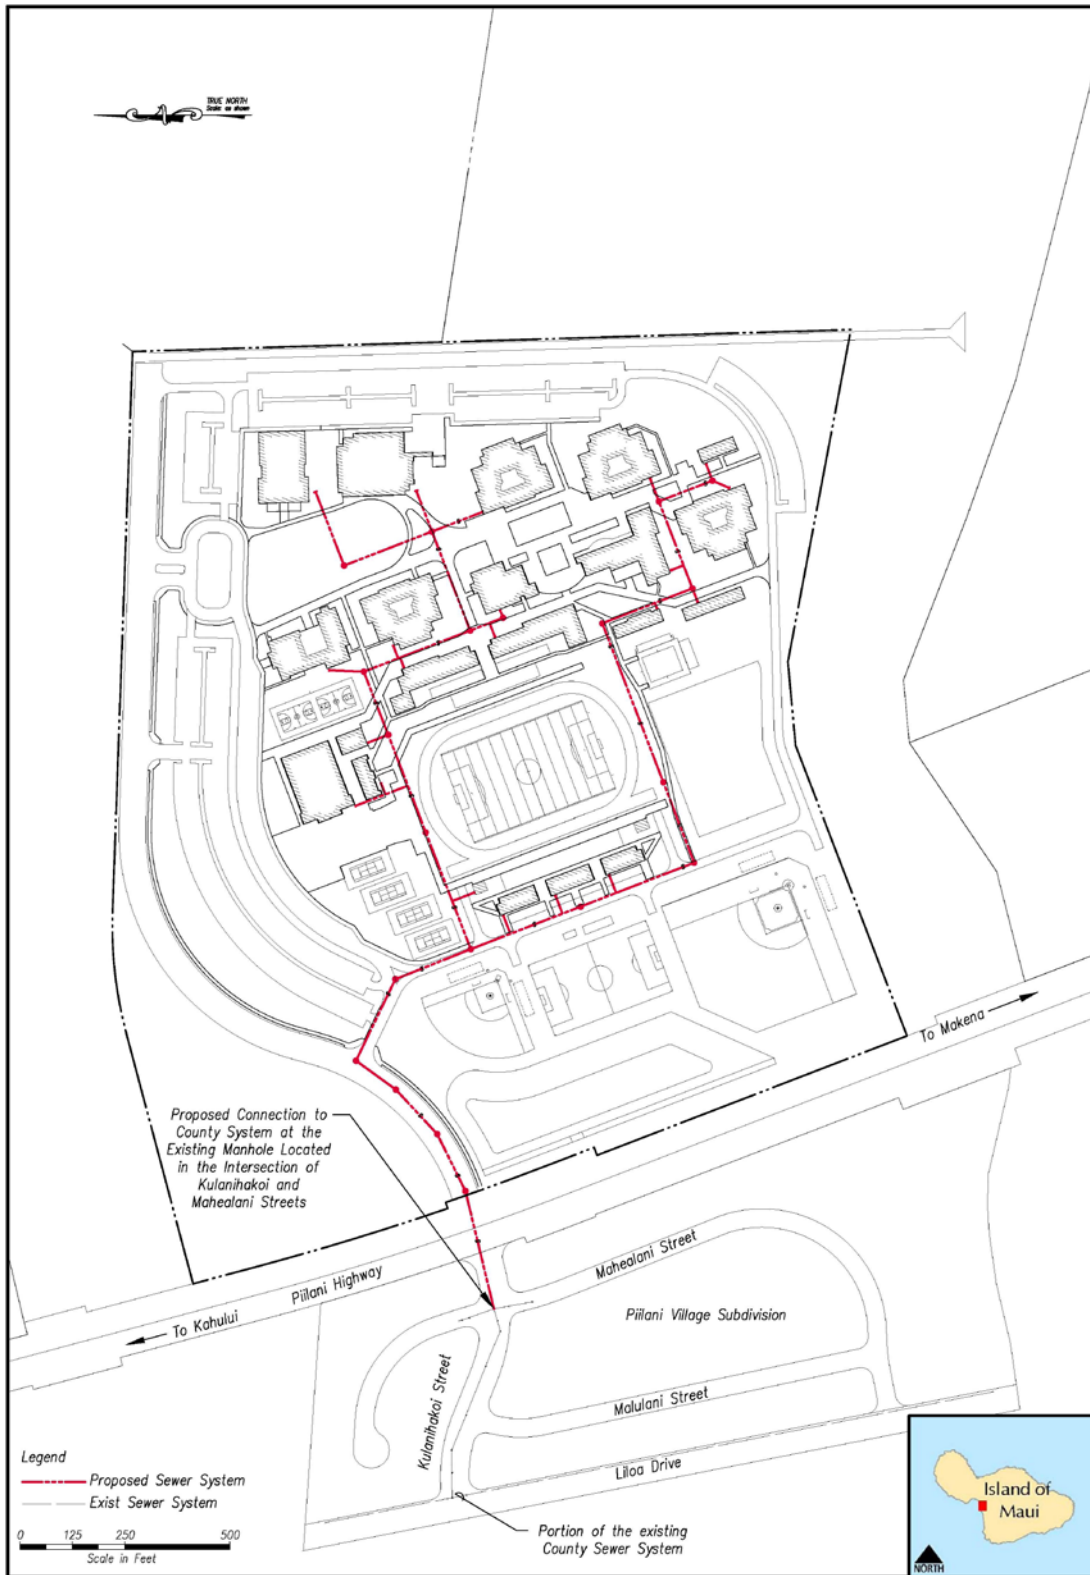 TRUE NORTH
Scale: as shown
To Makena
Proposed Connection to
County System at the
Existing Manhole Located
in the Intersection of
Kulanihakoi and
Mahealani Streets
Mahealani Street
Piilani Highway
To Kahului
Piilani Village Subdivision
Kulanihakoi Street
Malulani Street
Liloa Drive
Legend
Proposed Sewer System
Exist Sewer System
0 125 250 500
Scale in Feet
Portion of the existing
County Sewer System
Island of
Maui
NORTH